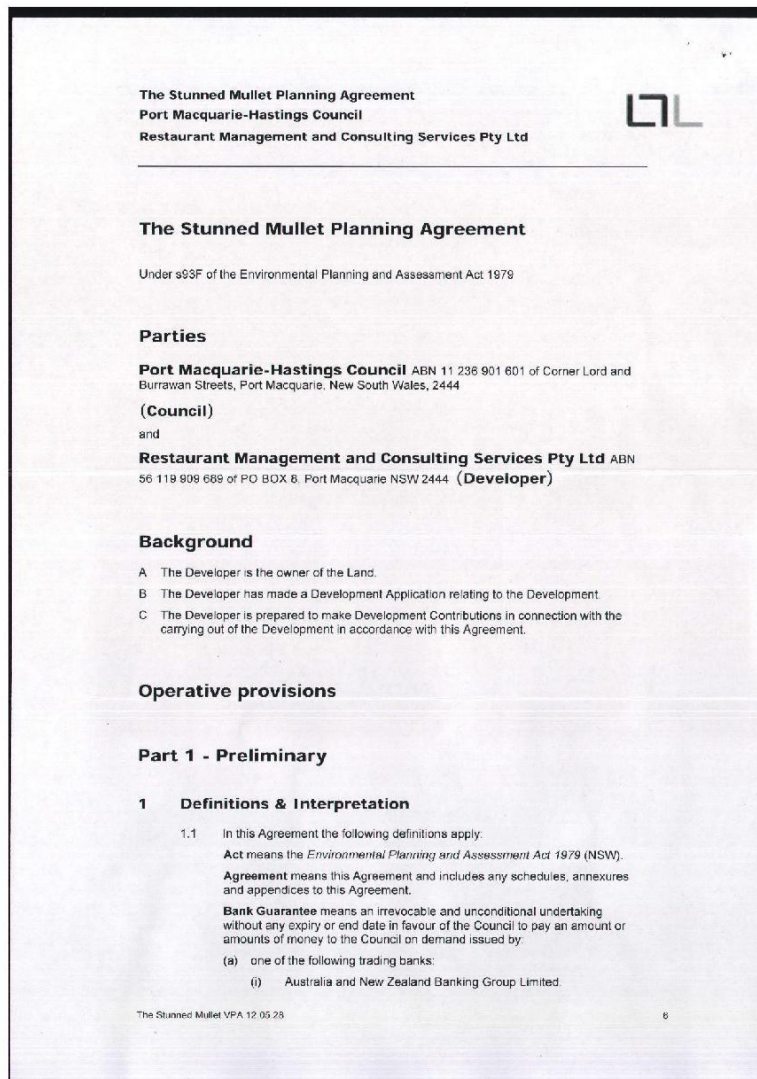 The Stunned Mullet Planning Agreement
Port Macquarie-Hastings Council
Restaurant Management and Consulting Services Pty Ltd
The Stunned Mullet Planning Agreement
Under s93F of the Environmental Planning and Assessment Act 1979
Parties
Port Macquarie-Hastings Council ABN 11 236 901 601 of Corner Lord and
Burrawan Streets, Port Macquarie, New South Wales, 2444
(Council)
and
Restaurant Management and Consulting Services Pty Ltd ABN
56 119 909 689 of PO BOX 8, Port Macquarie NSW 2444 (Developer)
Background
A The Developer is the owner of the Land.
B The Developer has made a Development Application relating to the Development.
C The Developer is prepared to make Development Contributions in connection with the
carrying out of the Development in accordance with this Agreement.
Operative provisions
Part 1 - Preliminary
1 Definitions & Interpretation
1.1 In this Agreement the following definitions apply:
Act means the Environmental Planning and Assessment Act 1979 (NSW).
Agreement means this Agreement and includes any schedules, annexures
and appendices to this Agreement.
Bank Guarantee means an irrevocable and unconditional undertaking
without any expiry or end date in favour of the Council to pay an amount or
amounts of money to the Council on demand issued by:
(a) one of the following trading banks:
(i) Australia and New Zealand Banking Group Limited.
The Stunned Mullet VPA 12.05.28 6